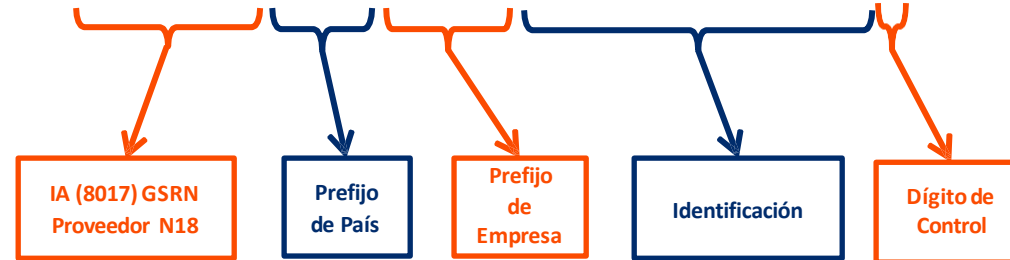 IA (8017) GSRN
Proveedor N18
Prefijo
de País
Prefijo
de
Empresa
Identificación
Dígito de
Control